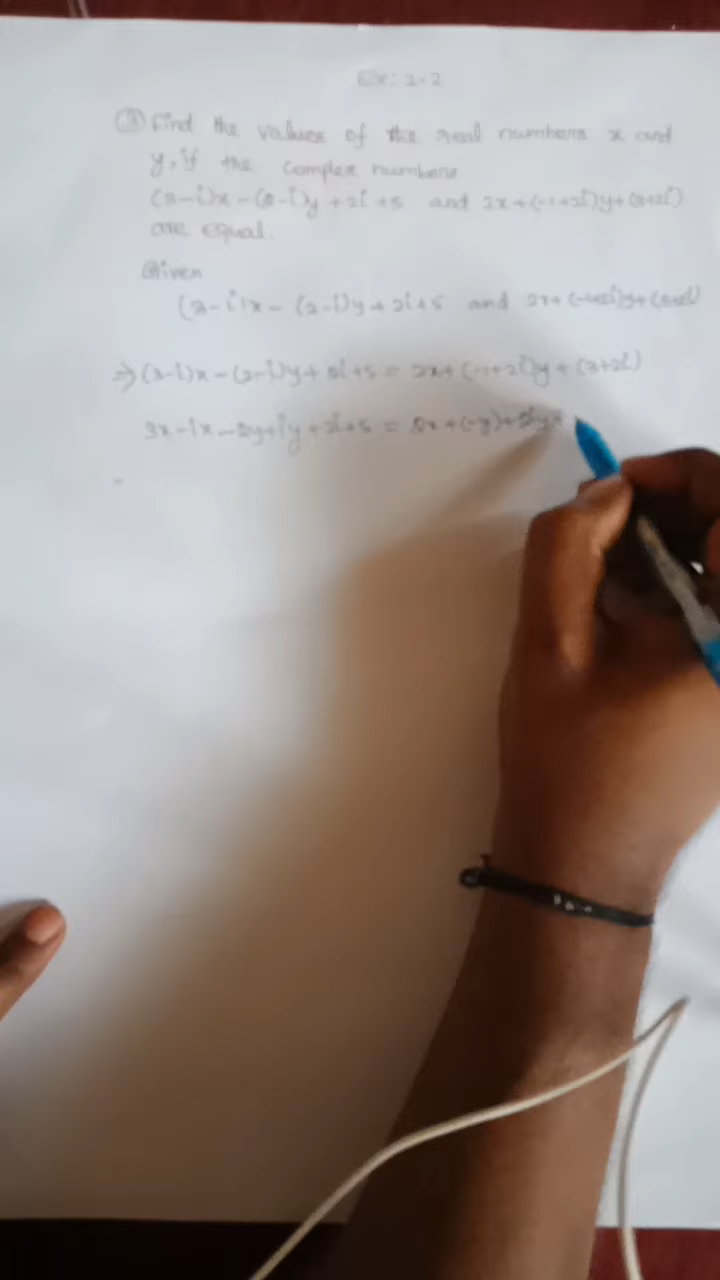 Ex: 2.2
③ Find the values of the real numbers x and
y, if the complex numbers
(3-i)x-(2-i)y+2i+5 and 2x+(-1+2i)y+(3+2i)
are equal.
Given
(3-i)x-(2-i)y+2i+5 and 2x+(-1+2i)y+(3+2i)
⇒ (3-i)x-(2-i)y+2i+5 = 2x+(-1+2i)y+(3+2i)
3x-ix-2y+iy+2i+5 = 2x+(-y)+2iy+